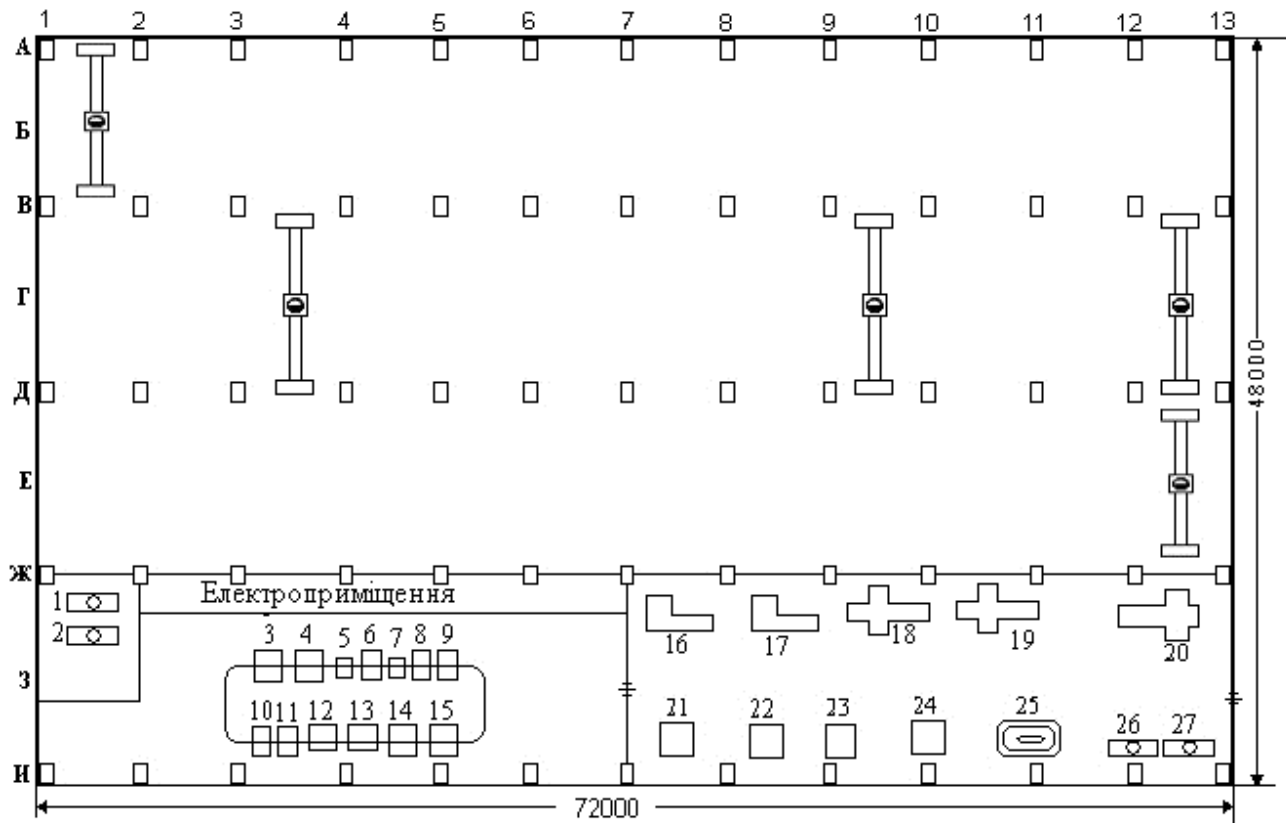 1 2 3 4 5 6 7 8 9 10 11 12 13
А
Б
В
Г
Д
Е
Ж
З
И
48000
Електроприміщення
1
2
3 4 5 6 7 8 9
10 11 12 13 14 15
16 17 18 19 20
21 22 23 24 25 26 27
72000